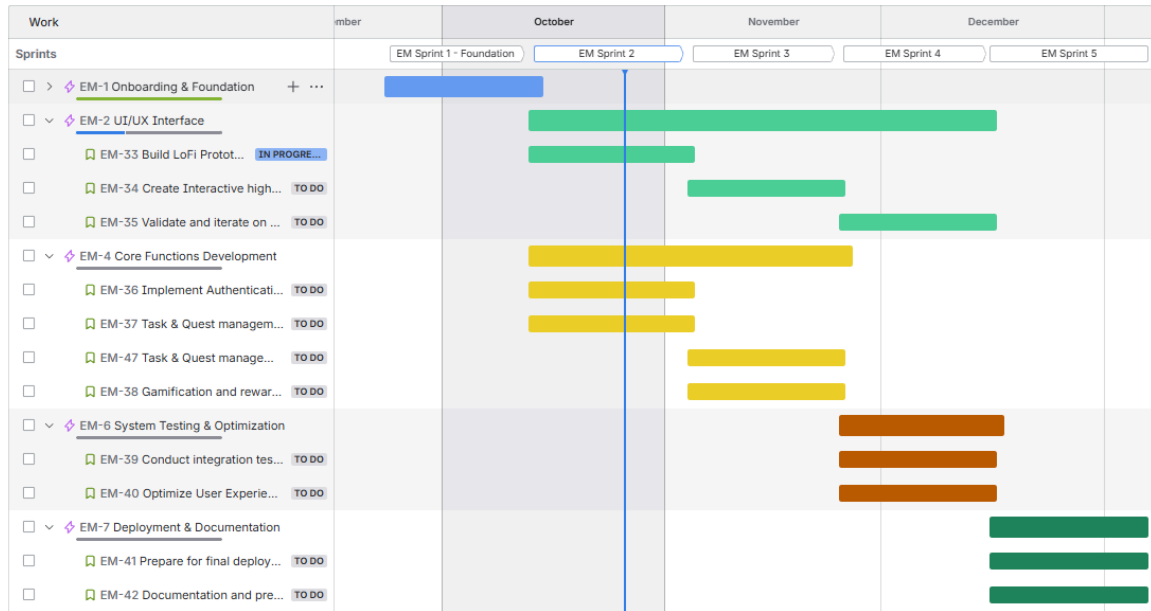 Work mber October November December
Sprints EM Sprint 1 - Foundation EM Sprint 2 EM Sprint 3 EM Sprint 4 EM Sprint 5
EM-1 Onboarding & Foundation
EM-2 UI/UX Interface
EM-33 Build LoFi Protot... IN PROGRE...
EM-34 Create Interactive high... TO DO
EM-35 Validate and iterate on ... TO DO
EM-4 Core Functions Development
EM-36 Implement Authenticati... TO DO
EM-37 Task & Quest managem... TO DO
EM-47 Task & Quest manage... TO DO
EM-38 Gamification and rewar... TO DO
EM-6 System Testing & Optimization
EM-39 Conduct integration tes... TO DO
EM-40 Optimize User Experie... TO DO
EM-7 Deployment & Documentation
EM-41 Prepare for final deploy... TO DO
EM-42 Documentation and pre... TO DO